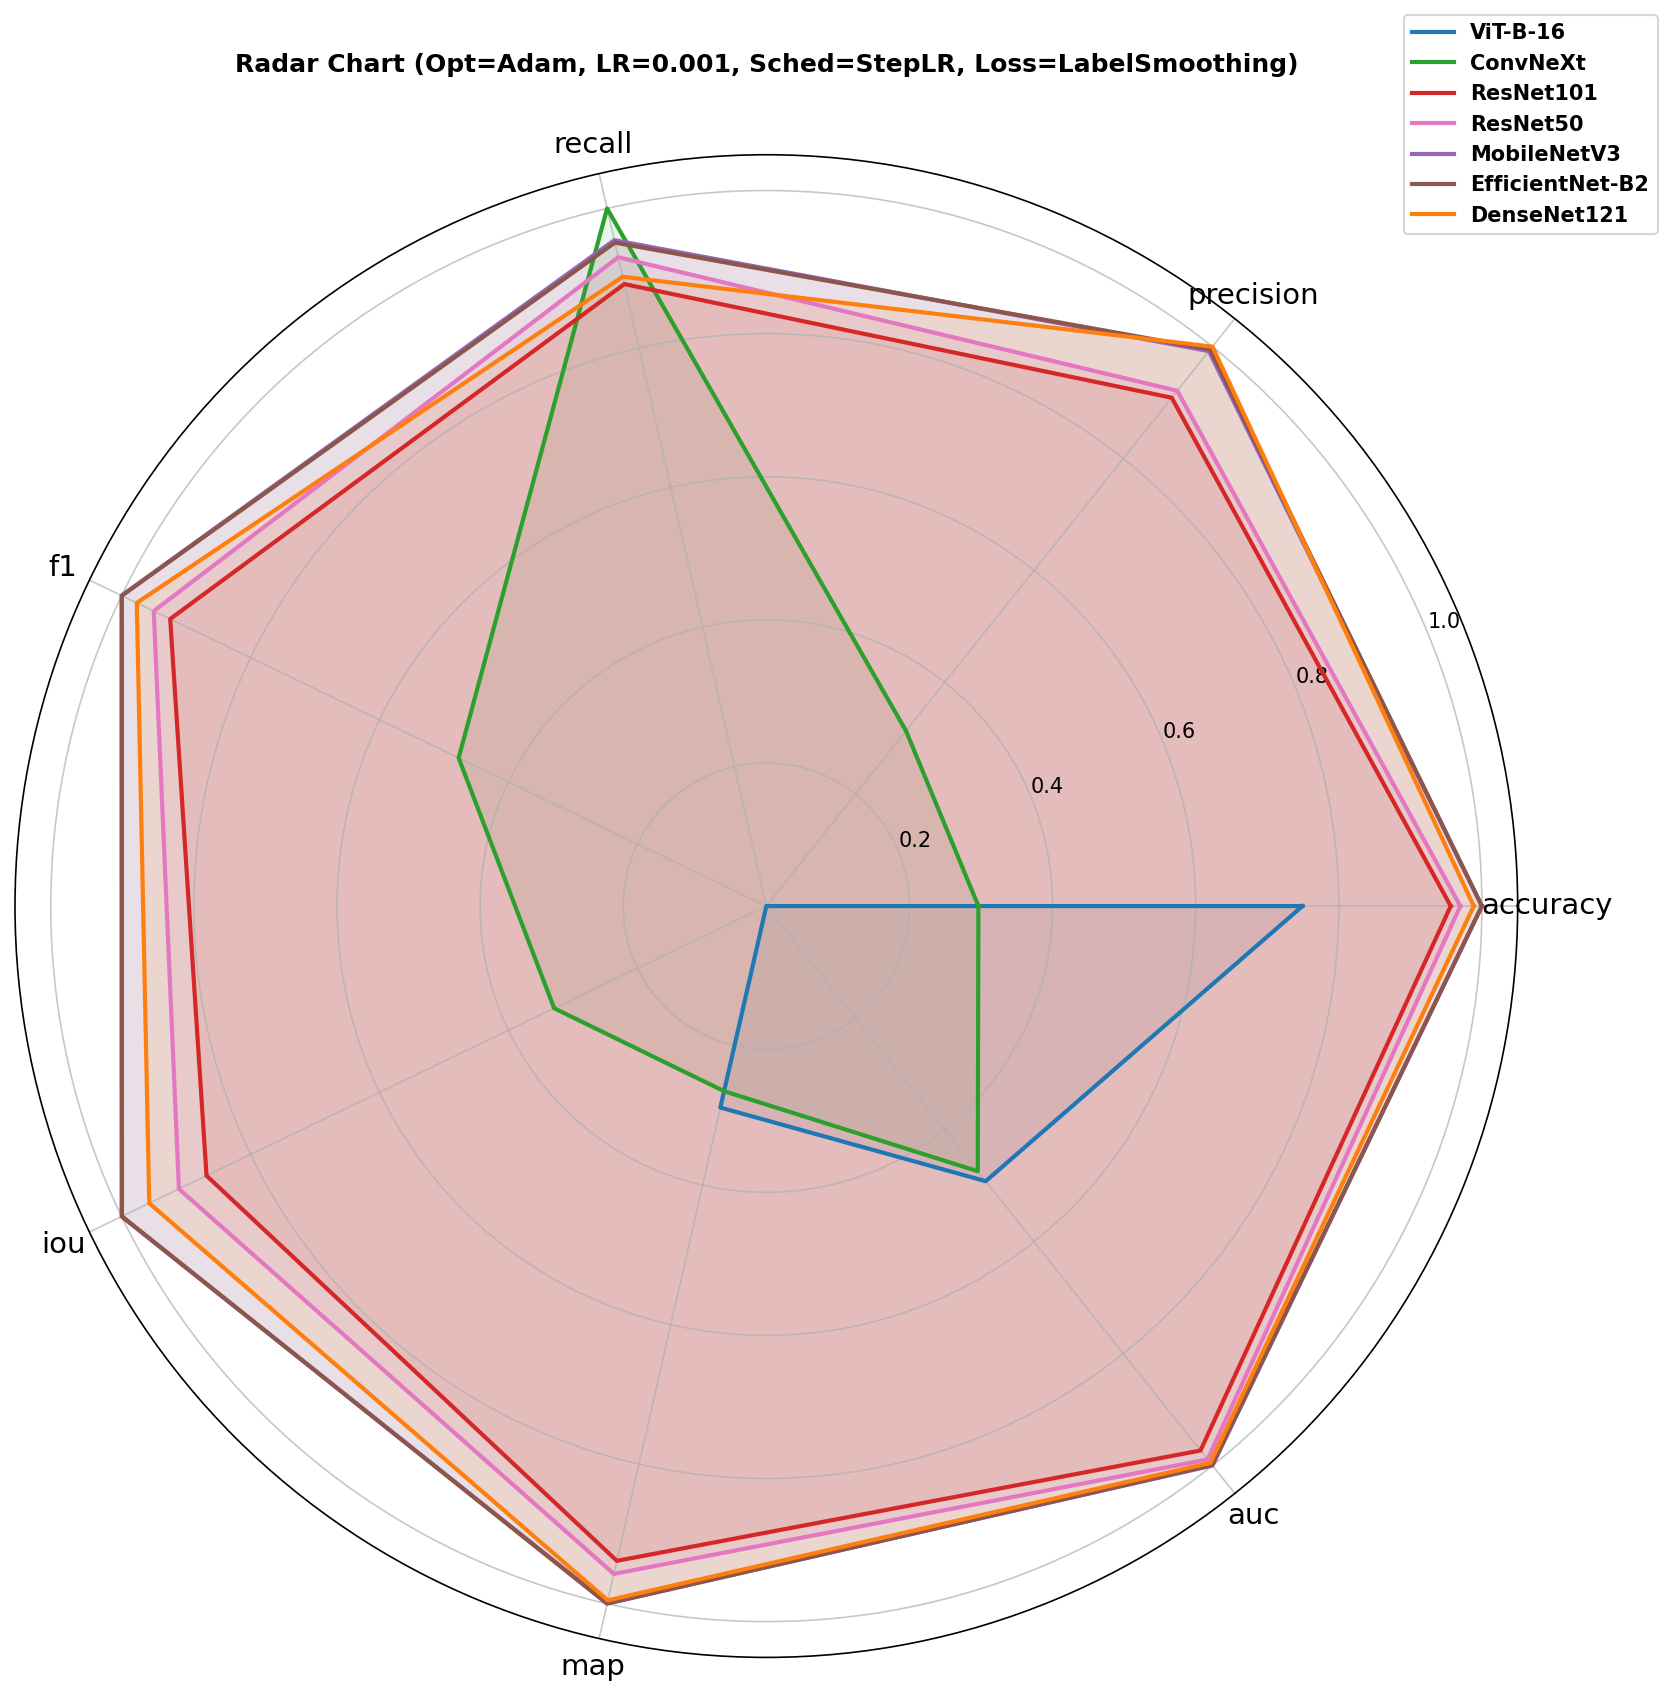 Radar Chart (Opt=Adam, LR=0.001, Sched=StepLR, Loss=LabelSmoothing)
ViT-B-16
ConvNeXt
ResNet101
ResNet50
MobileNetV3
EfficientNet-B2
DenseNet121
recall
precision
f1
1.0
0.8
0.6
0.4
0.2
accuracy
iou
auc
map